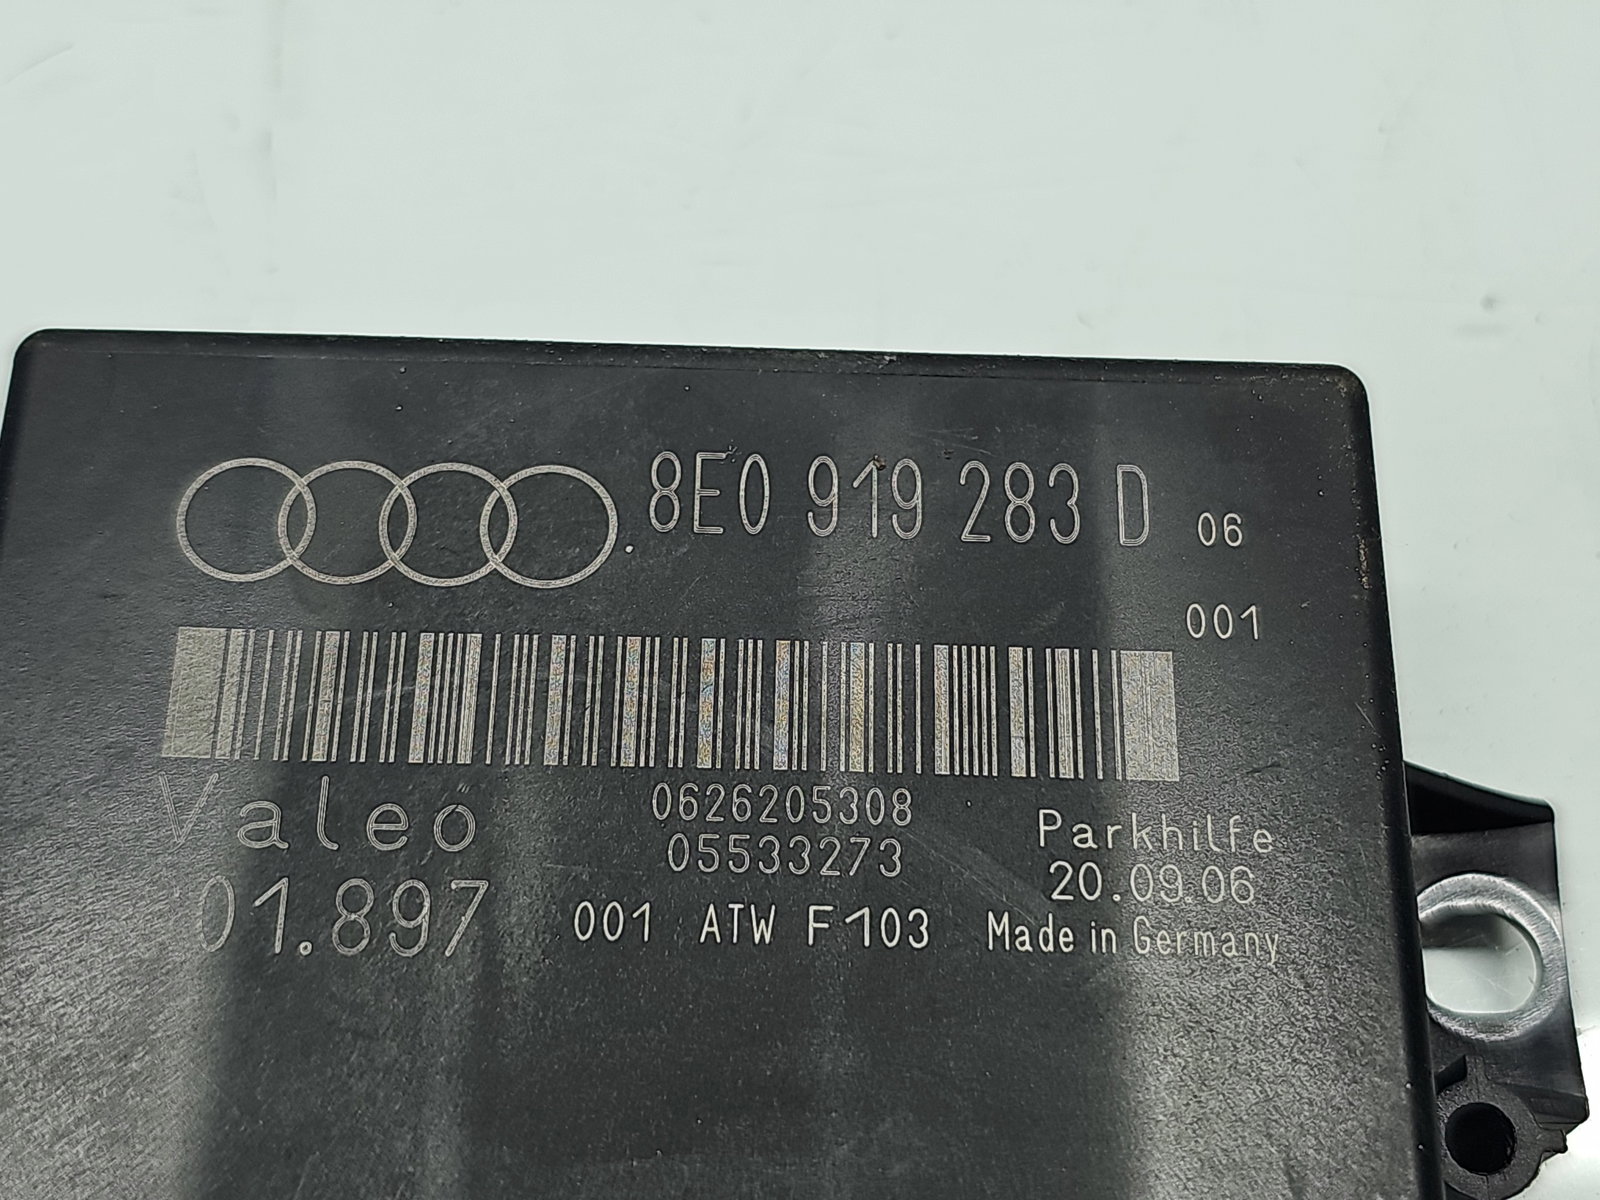 8E0 919 283 D 06
001
Valeo 0626205308 Parkhilfe
05533273 20.09.06
01.897 001 ATW F103 Made in Germany